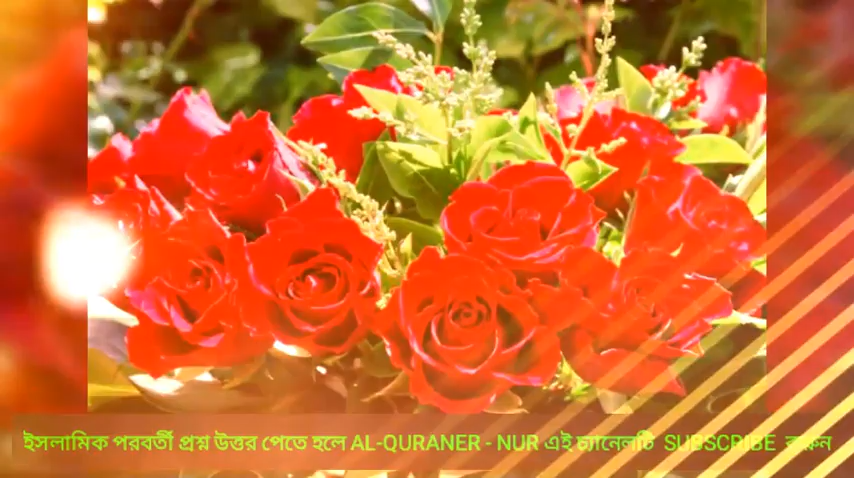 ইসলামিক পরবর্তী প্রশ্ন উত্তর পেতে হলে AL-QURANER - NUR এই চ্যানেলটি SUBSCRIBE করুন